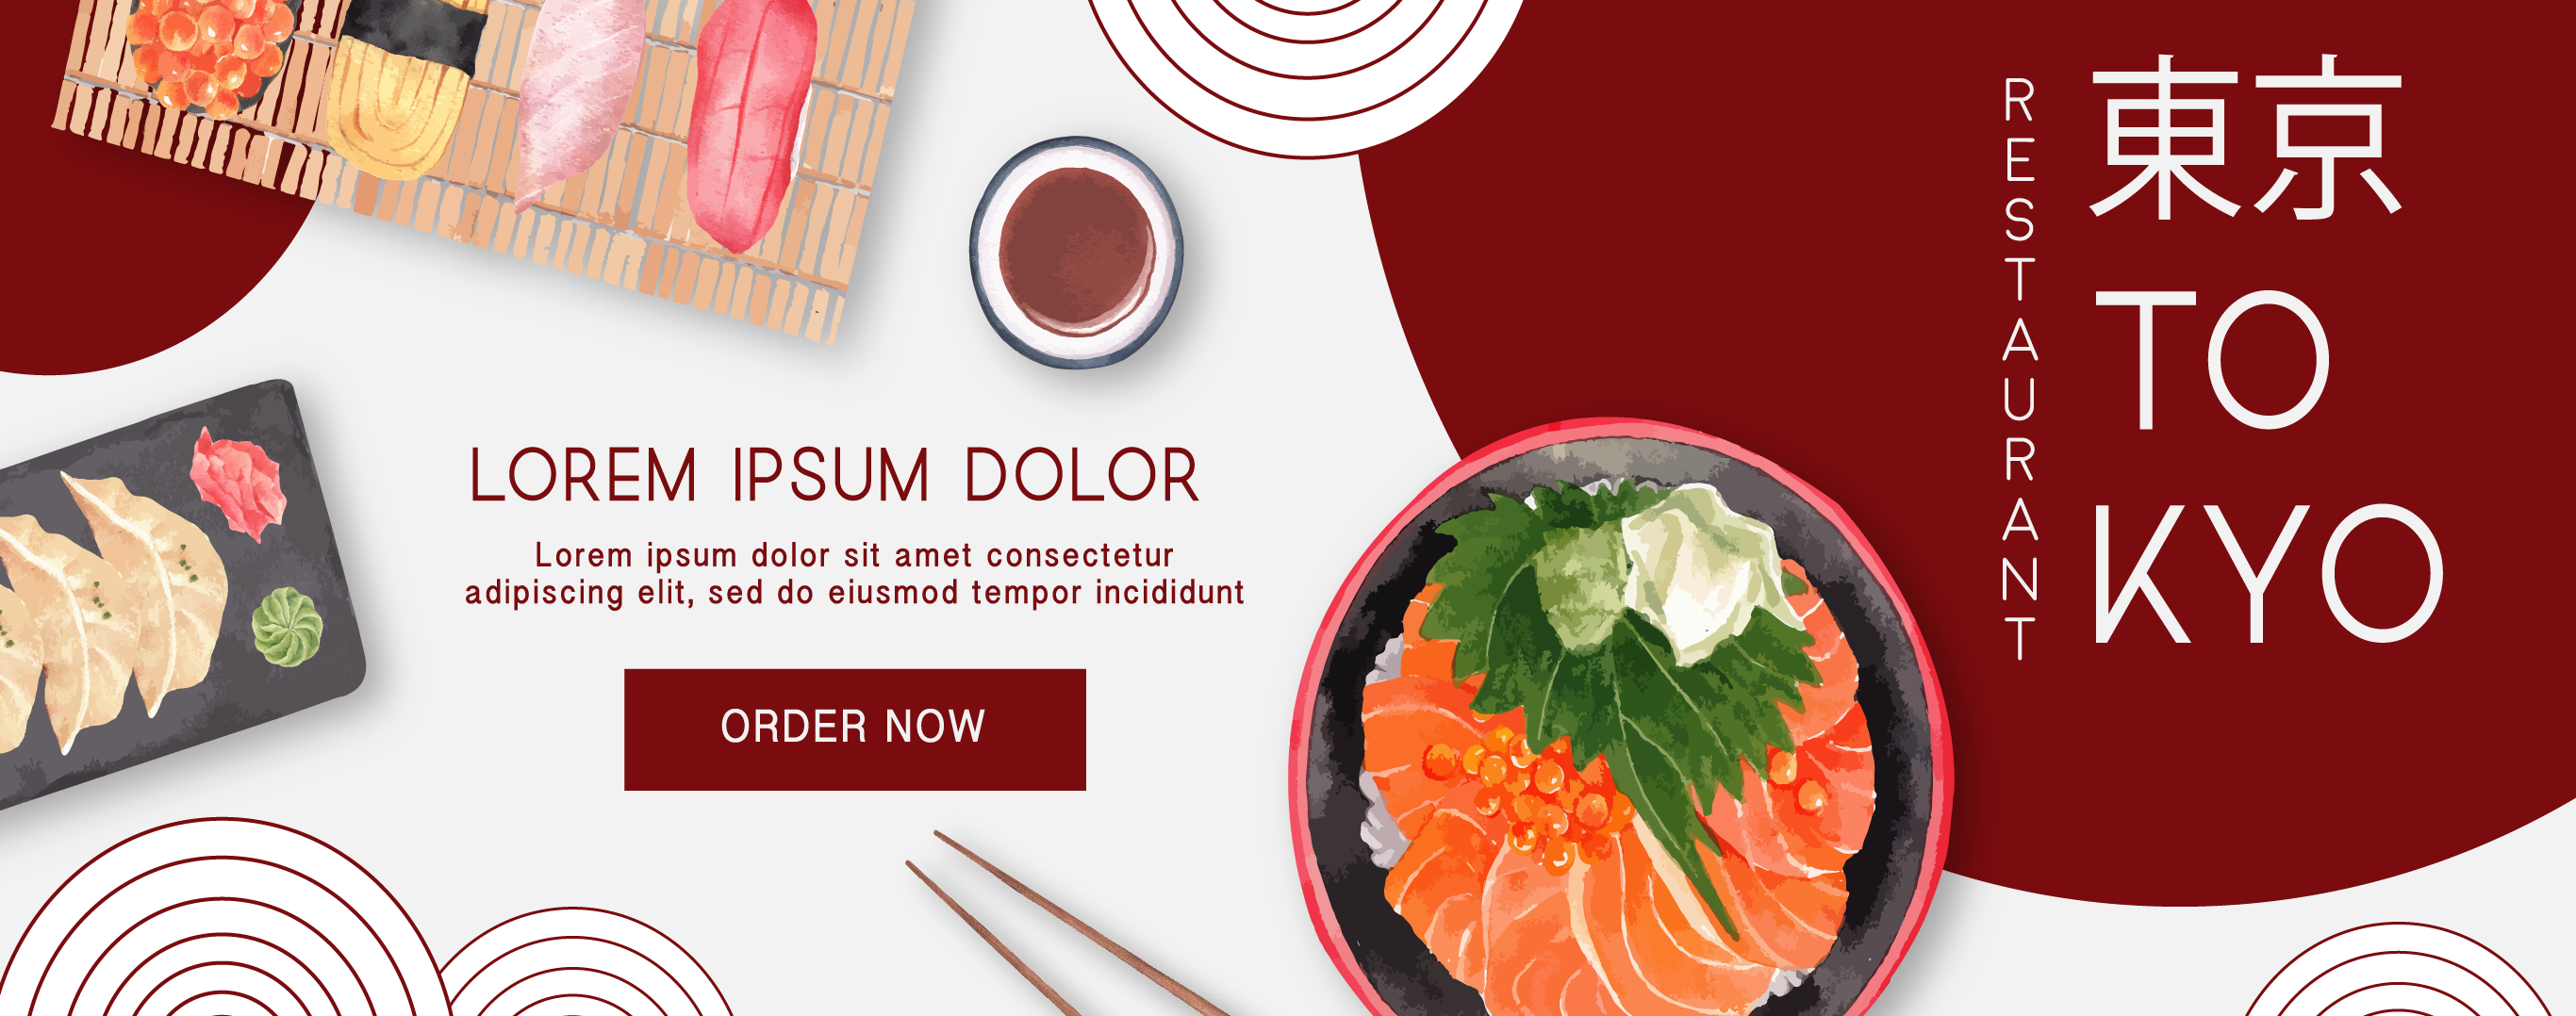 LOREM IPSUM DOLOR
Lorem ipsum dolor sit amet consectetur
adipiscing elit, sed do eiusmod tempor incididunt
ORDER NOW
RESTAURANT
東京
TO
KYO